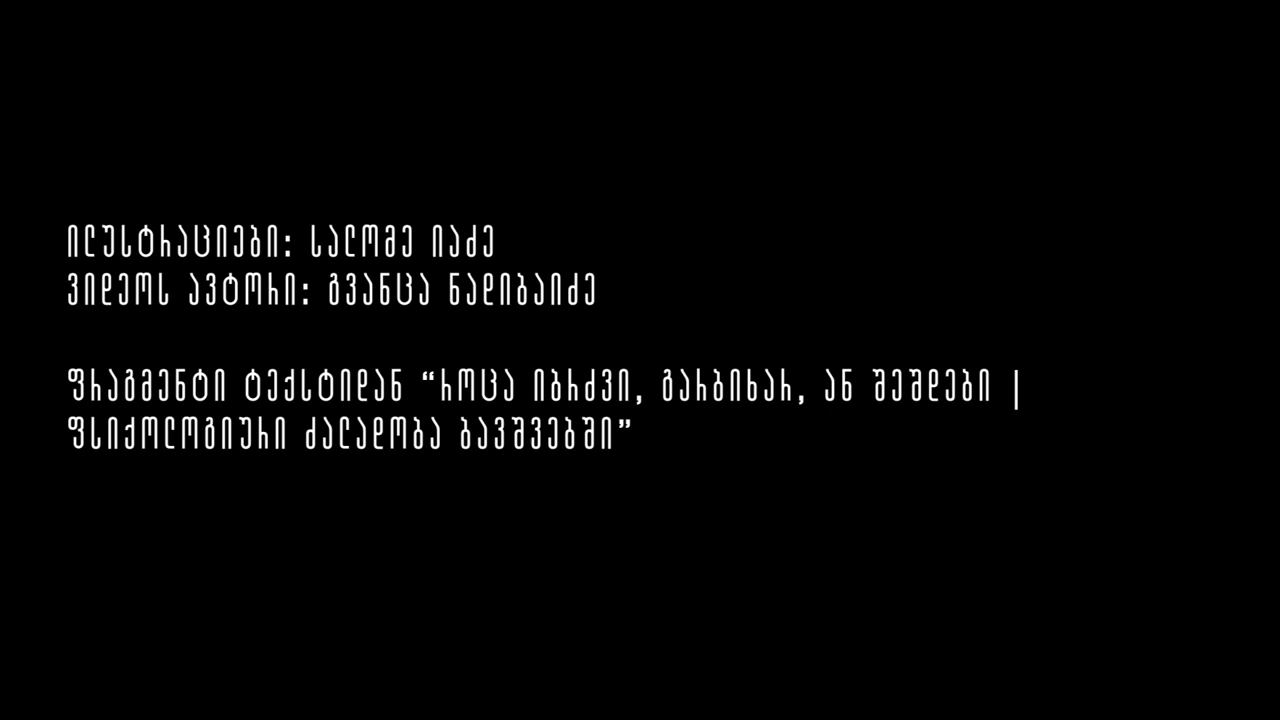 ილუსტრაციები: სალომე იაძე
ვიდეოს ავტორი: გვანცა ნადიბაიძე
ფრაგმენტი ტექსტიდან “როცა იბრძვი, გარბიხარ, ან შეშდები |
ფსიქოლოგიური ძალადობა ბავშვებში”